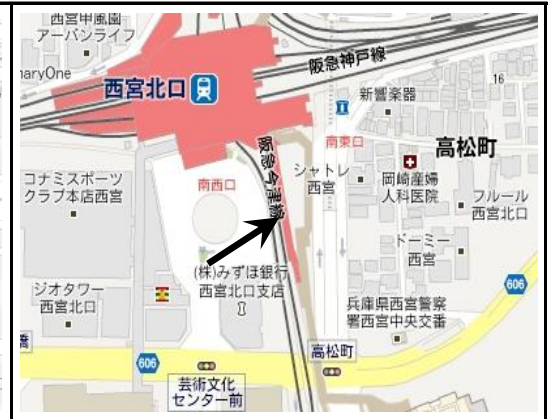 西宮甲風園
アーバンライフ
naryOne
西宮北口
阪急神戸線
16
新響楽器
高松町
南東口
阪急今津線
南西口
シャトレ
西宮
岡崎産婦
人科医院
コナミスポーツ
クラブ本店西宮
フルール
西宮北口
ドーミー
西宮
(株)みずほ銀行
西宮北口支店
ジオタワー
西宮北口
606
兵庫県西宮警察
署西宮中央交番
橋
高松町
606
芸術文化
センター前